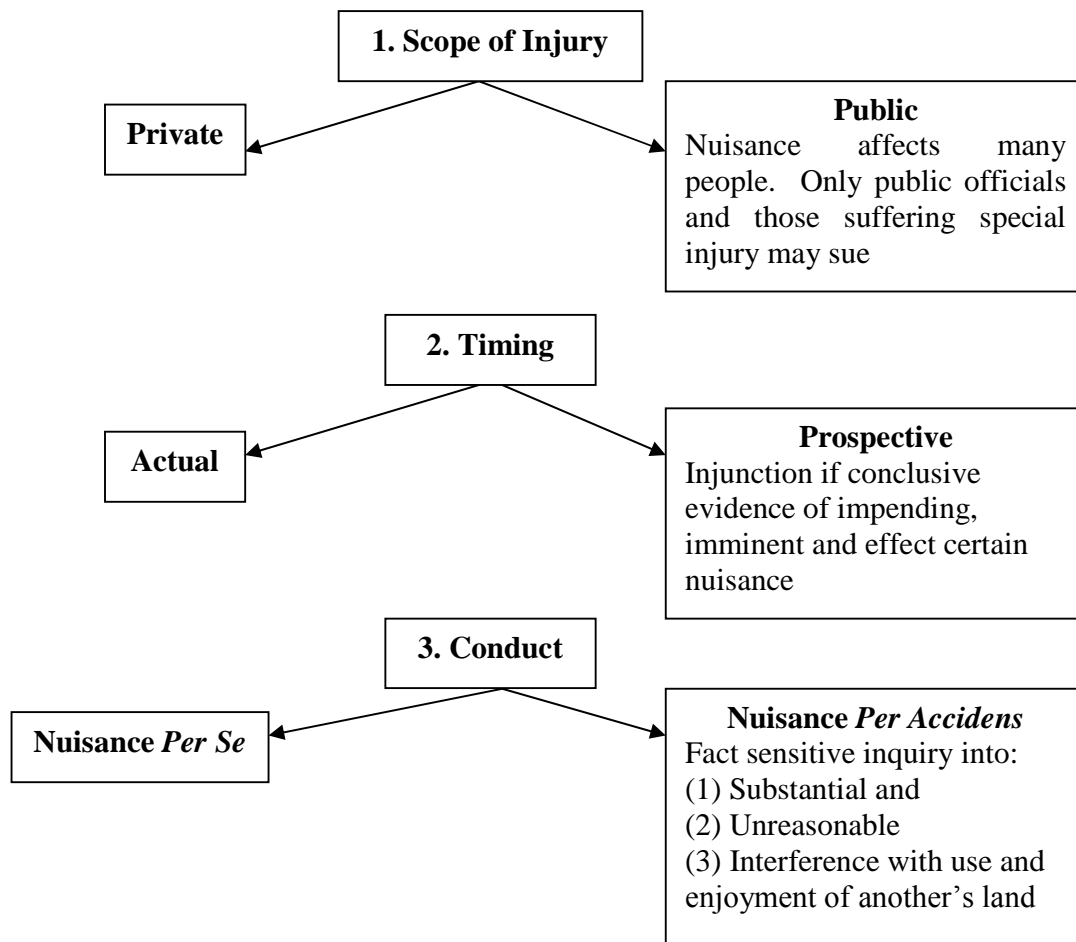 1. Scope of Injury
Private
Public
Nuisance affects many
people. Only public officials
and those suffering special
injury may sue
2. Timing
Actual
Prospective
Injunction if conclusive
evidence of impending,
imminent and effect certain
nuisance
3. Conduct
Nuisance Per Se
Nuisance Per Accidens
Fact sensitive inquiry into:
(1) Substantial and
(2) Unreasonable
(3) Interference with use and
enjoyment of another’s land